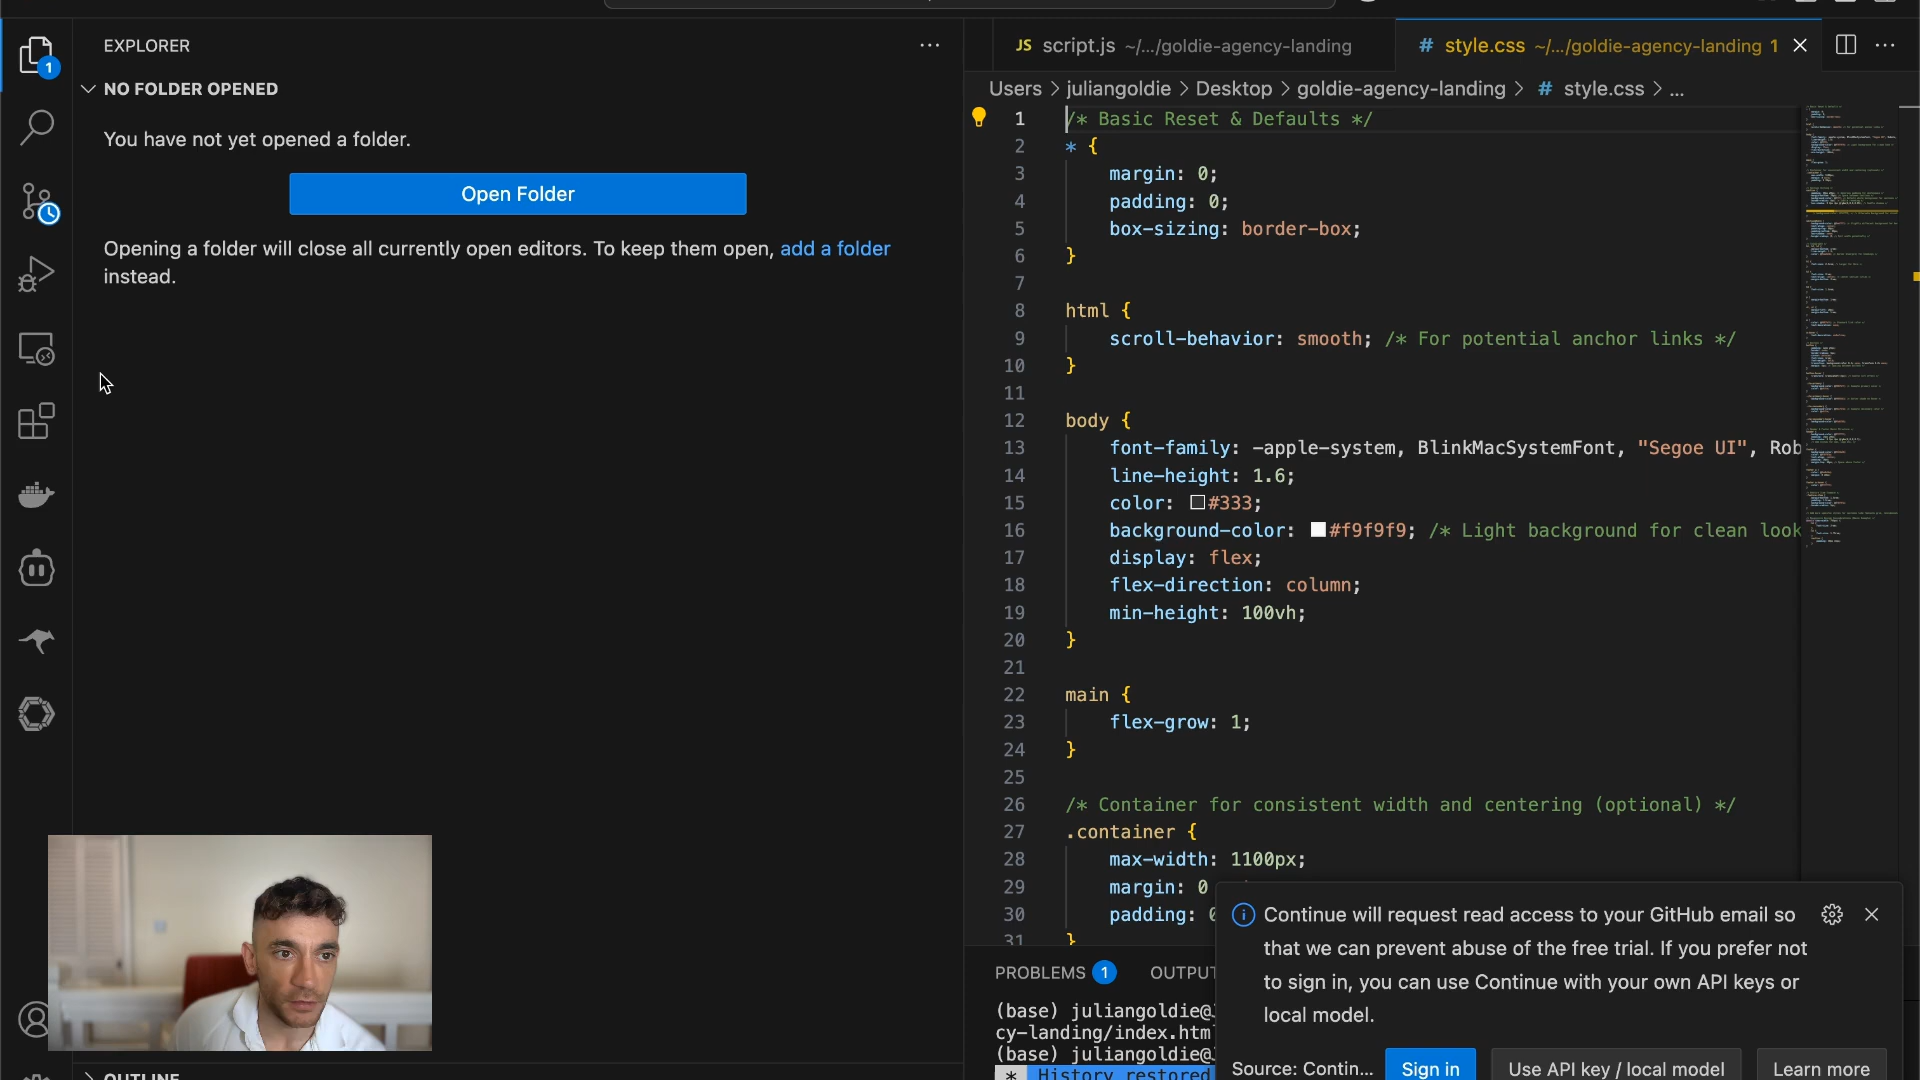 EXPLORER
NO FOLDER OPENED
You have not yet opened a folder.
Open Folder
Opening a folder will close all currently open editors. To keep them open, add a folder
instead.
1
OUTLINE
JS script.js ~/.../goldie-agency-landing
# style.css ~/.../goldie-agency-landing 1
Users > juliangoldie > Desktop > goldie-agency-landing > # style.css > ...
1 /* Basic Reset & Defaults */
2 * {
3 margin: 0;
4 padding: 0;
5 box-sizing: border-box;
6 }
7
8 html {
9 scroll-behavior: smooth; /* For potential anchor links */
10 }
11
12 body {
13 font-family: -apple-system, BlinkMacSystemFont, "Segoe UI", Rob
14 line-height: 1.6;
15 color: #333;
16 background-color: #f9f9f9; /* Light background for clean look
17 display: flex;
18 flex-direction: column;
19 min-height: 100vh;
20 }
21
22 main {
23 flex-grow: 1;
24 }
25
26 /* Container for consistent width and centering (optional) */
27 .container {
28 max-width: 1100px;
29 margin: 0
30 padding: 0
31 }
PROBLEMS 1 OUTPUT
(base) juliangoldie@
cy-landing/index.htm
(base) juliangoldie@
* History restored
Continue will request read access to your GitHub email so
that we can prevent abuse of the free trial. If you prefer not
to sign in, you can use Continue with your own API keys or
local model.
Source: Contin... Sign in Use API key / local model Learn more